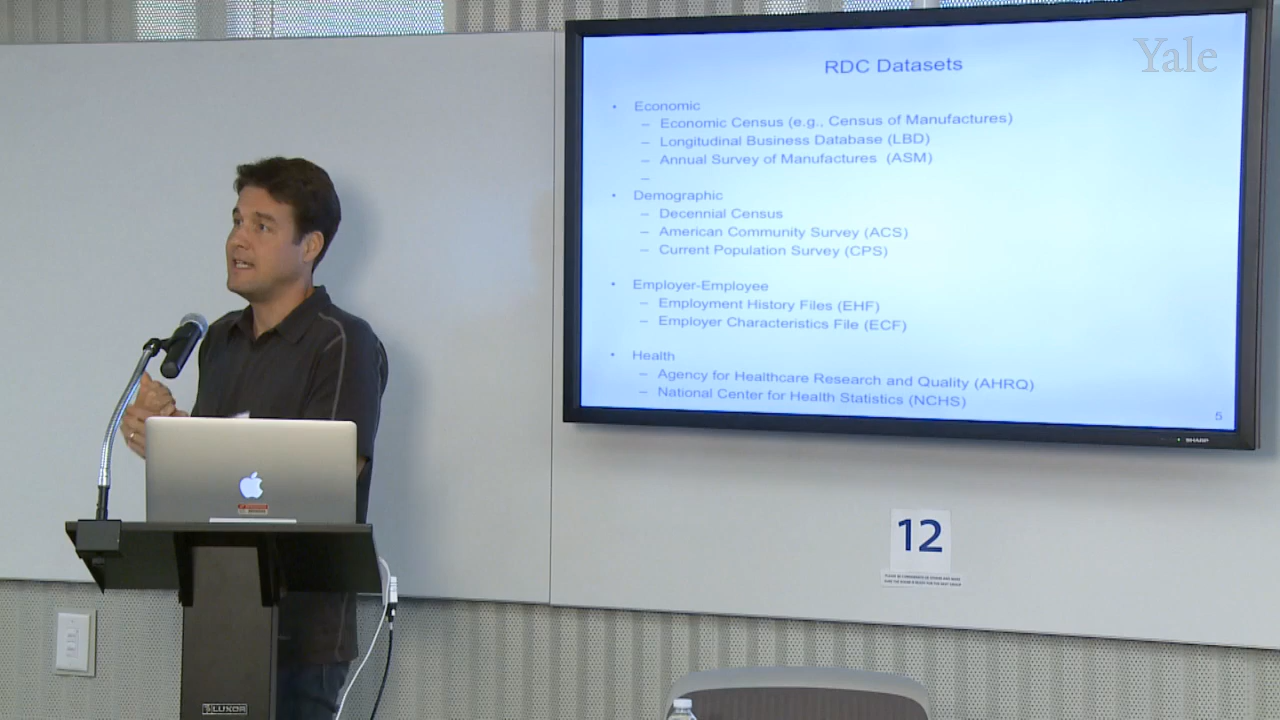 Yale
RDC Datasets
• Economic
– Economic Census (e.g., Census of Manufactures)
– Longitudinal Business Database (LBD)
– Annual Survey of Manufactures (ASM)
–
• Demographic
– Decennial Census
– American Community Survey (ACS)
– Current Population Survey (CPS)
• Employer-Employee
– Employment History Files (EHF)
– Employer Characteristics File (ECF)
• Health
– Agency for Healthcare Research and Quality (AHRQ)
– National Center for Health Statistics (NCHS)
5
SHARP
12
LUXOR